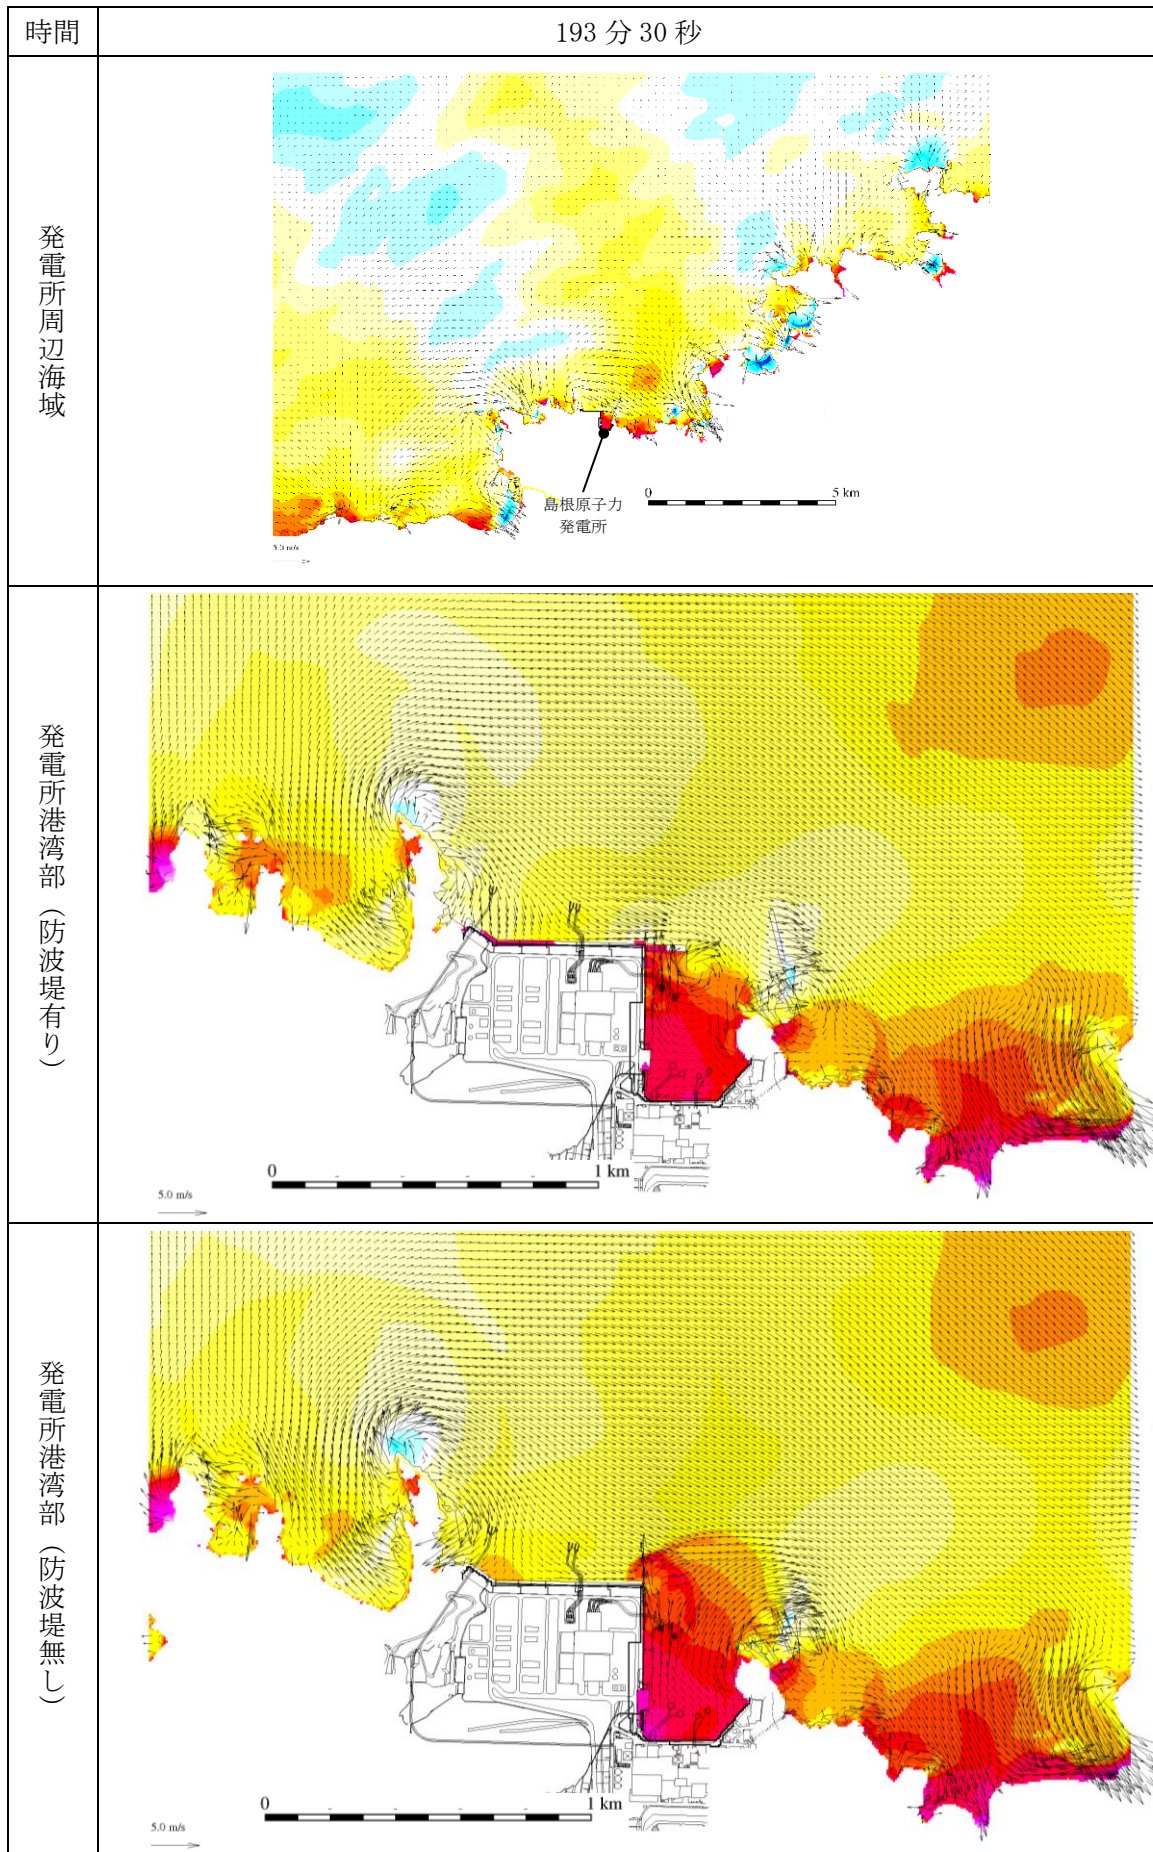 時間
193 分 30 秒
発電所周辺海域
島根原子力
発電所
0
5 km
5.0 m/s
発電所港湾部（防波堤有り）
0
1 km
5.0 m/s
発電所港湾部（防波堤無し）
0
1 km
5.0 m/s